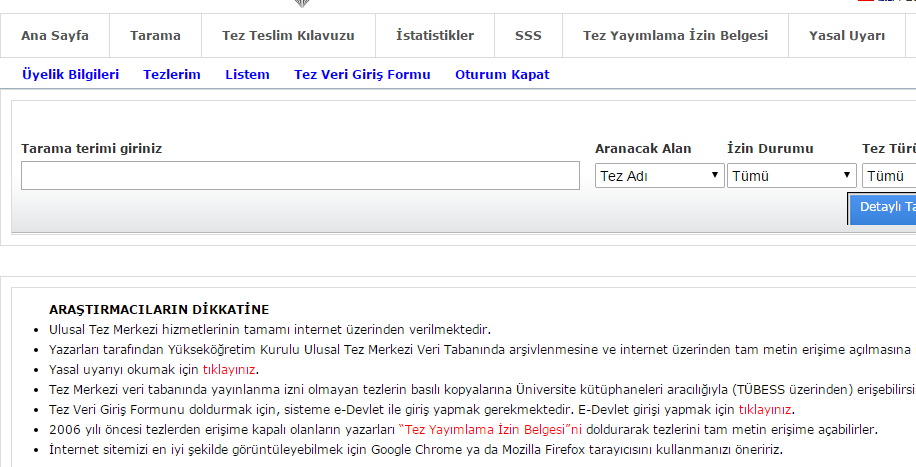 Ana Sayfa Tarama Tez Teslim Kılavuzu İstatistikler SSS Tez Yayımlama İzin Belgesi Yasal Uyarı
Üyelik Bilgileri Tezlerim Listem Tez Veri Giriş Formu Oturum Kapat
Tarama terimi giriniz Aranacak Alan İzin Durumu Tez Türü
Tez Adı Tümü Tümü
Detaylı Ta
ARAŞTIRMACILARIN DİKKATİNE
Ulusal Tez Merkezi hizmetlerinin tamamı internet üzerinden verilmektedir.
Yazarları tarafından Yükseköğretim Kurulu Ulusal Tez Merkezi Veri Tabanında arşivlenmesine ve internet üzerinden tam metin erişime açılmasına
Yasal uyarıyı okumak için tıklayınız.
Tez Merkezi veri tabanında yayınlanma izni olmayan tezlerin basılı kopyalarına Üniversite kütüphaneleri aracılığıyla (TÜBESS üzerinden) erişebilirsi
Tez Veri Giriş Formunu doldurmak için, sisteme e-Devlet ile giriş yapmak gerekmektedir. E-Devlet girişi yapmak için tıklayınız.
2006 yılı öncesi tezlerden erişime kapalı olanların yazarları “Tez Yayımlama İzin Belgesi”ni doldurarak tezlerini tam metin erişime açabilirler.
İnternet sitemizi en iyi şekilde görüntüleyebilmek için Google Chrome ya da Mozilla Firefox tarayıcısını kullanmanızı öneririz.